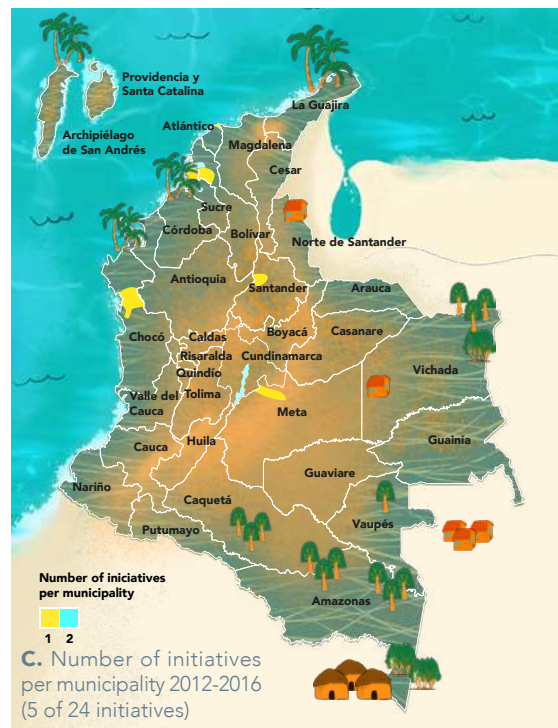 Providencia y
Santa Catalina
La Guajira
Archipiélago
de San Andrés
Atlántico
Magdalena
Cesar
Sucre
Córdoba
Bolívar
Norte de Santander
Antioquia
Santander
Arauca
Chocó
Caldas
Boyacá
Casanare
Risaralda
Cundinamarca
Quindío
Vichada
Valle del
Cauca
Tolima
Meta
Cauca
Huila
Guainía
Nariño
Caquetá
Guaviare
Putumayo
Vaupés
Amazonas
Number of iniciatives
per municipality
1 2
C. Number of initiatives
per municipality 2012-2016
(5 of 24 initiatives)